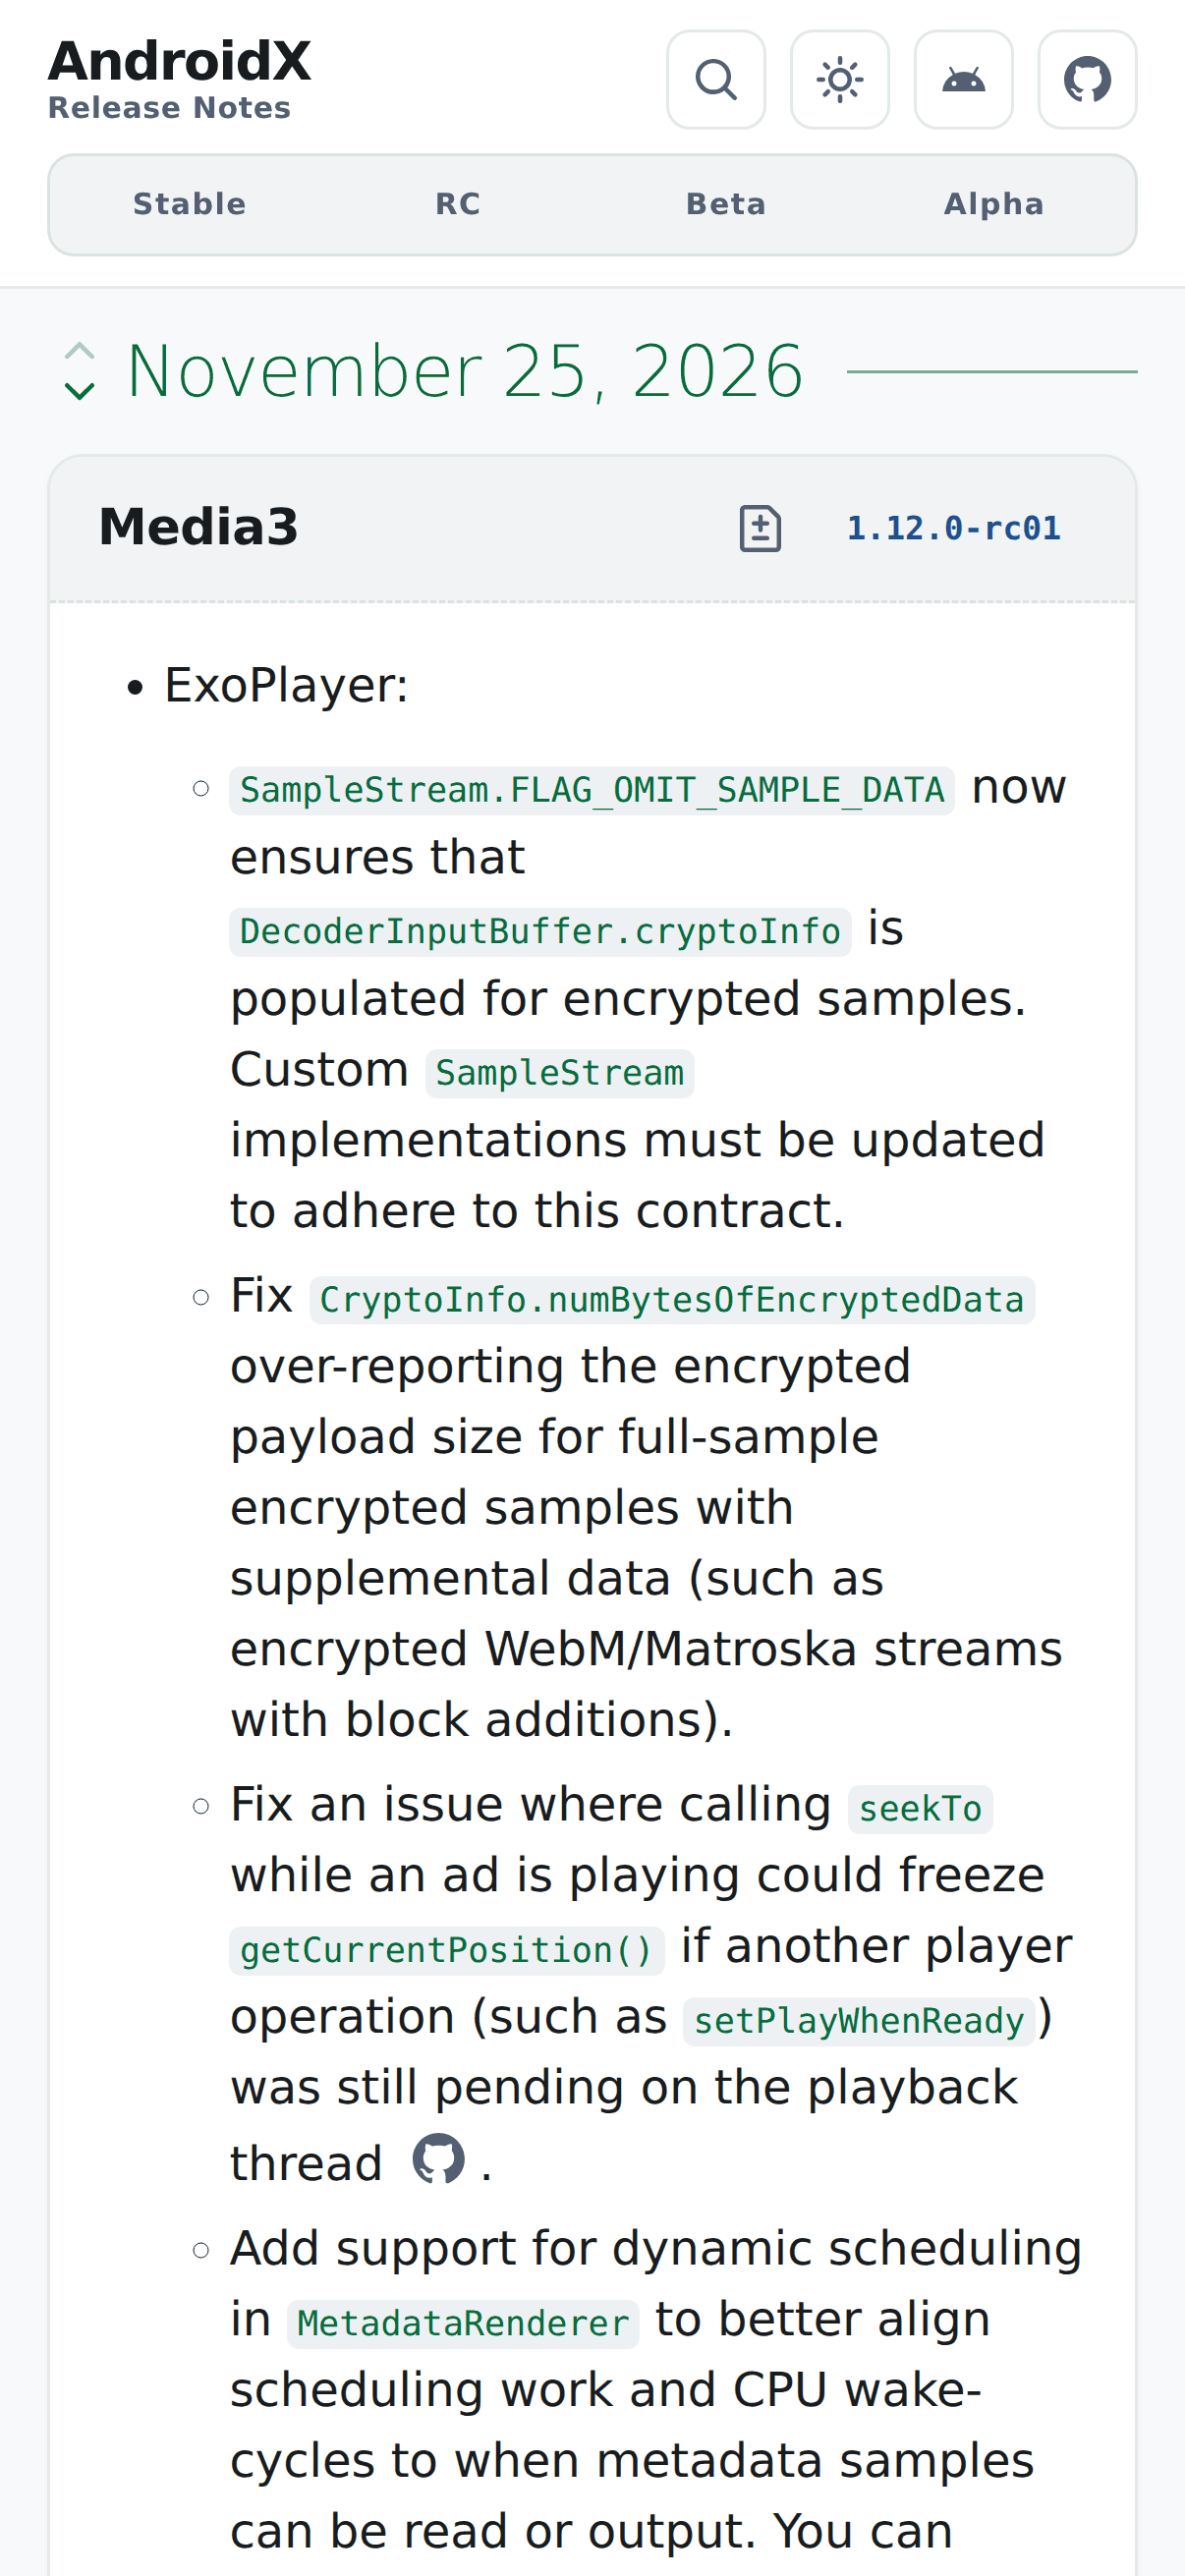 AndroidX
Release Notes
Stable RC Beta Alpha
November 25, 2026
Media3 1.12.0-rc01
• ExoPlayer:
◦ SampleStream.FLAG_OMIT_SAMPLE_DATA now
ensures that
DecoderInputBuffer.cryptoInfo is
populated for encrypted samples.
Custom SampleStream
implementations must be updated
to adhere to this contract.
◦ Fix CryptoInfo.numBytesOfEncryptedData
over-reporting the encrypted
payload size for full-sample
encrypted samples with
supplemental data (such as
encrypted WebM/Matroska streams
with block additions).
◦ Fix an issue where calling seekTo
while an ad is playing could freeze
getCurrentPosition() if another player
operation (such as setPlayWhenReady)
was still pending on the playback
thread .
◦ Add support for dynamic scheduling
in MetadataRenderer to better align
scheduling work and CPU wake-
cycles to when metadata samples
can be read or output. You can